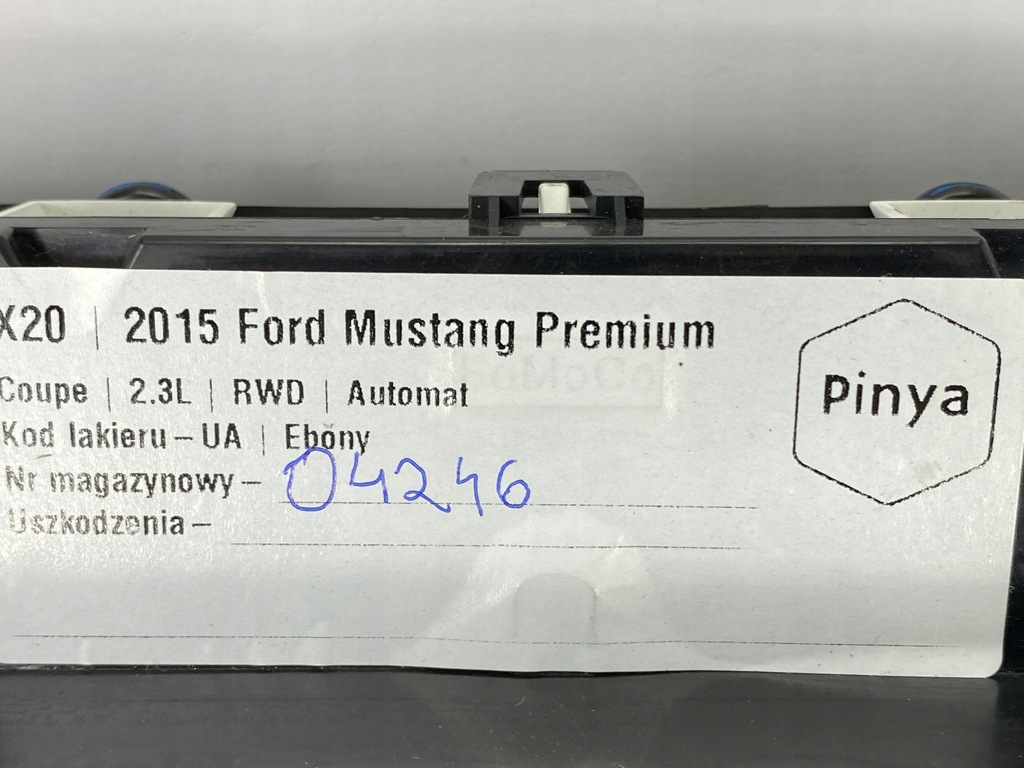 X20 | 2015 Ford Mustang Premium
Coupe | 2.3L | RWD | Automat
Kod lakieru – UA | Ebony
Nr magazynowy – 04246
Uszkodzenia –
Pinya
FoMoCo